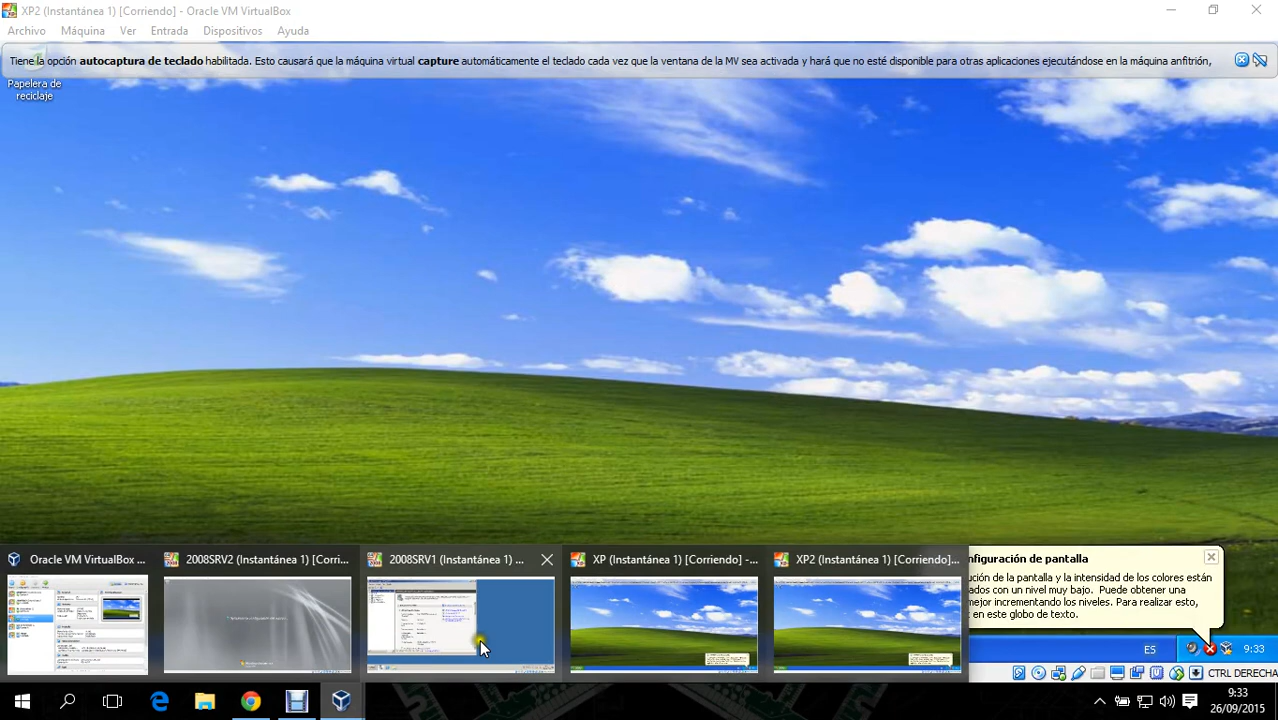 XP2 (Instantánea 1) [Corriendo] - Oracle VM VirtualBox
Archivo Máquina Ver Entrada Dispositivos Ayuda
Tiene la opción autocaptura de teclado habilitada. Esto causará que la máquina virtual capture automáticamente el teclado cada vez que la ventana de la MV sea activada y hará que no esté disponible para otras aplicaciones ejecutándose en la máquina anfitrión,
Papelera de
reciclaje
Oracle VM VirtualBox ...
2008SRV2 (Instantánea 1) [Corri...
2008SRV1 (Instantánea 1) ...
XP (Instantánea 1) [Corriendo] -...
XP2 (Instantánea 1) [Corriendo]...
nfiguración de pantalla
ución de la pantalla y la intensidad de los colores están
ados con un nivel muy bajo. Puede obtener una
ejor incrementando los niveles. Para hacer esto,
en este globo de texto.
ES 9:33
CTRL DERECHA
9:33
26/09/2015